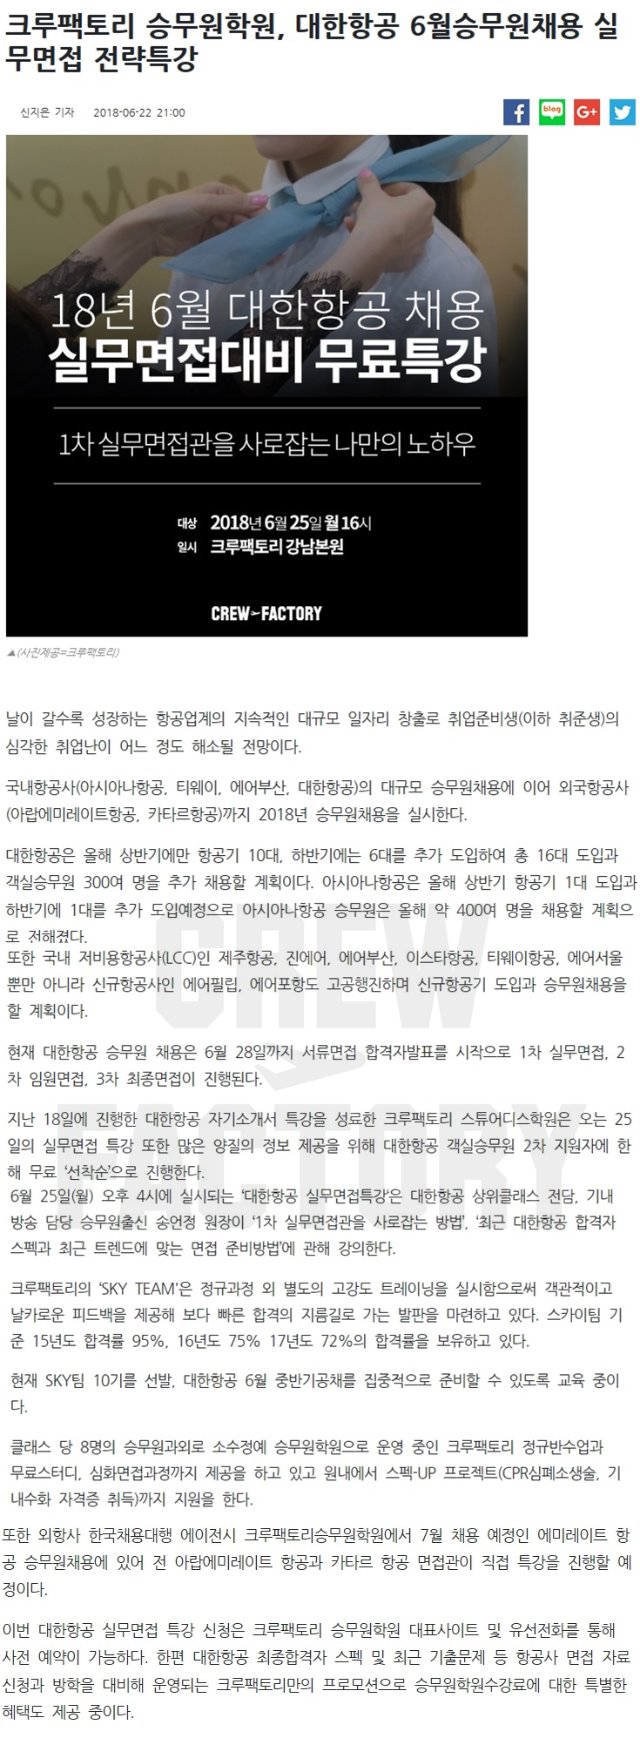 크루팩토리 승무원학원, 대한항공 6월승무원채용 실
무면접 전략특강
신지은 기자 2018-06-22 21:00
f
blog
G+
18년 6월 대한항공 채용
실무면접대비 무료특강
1차 실무면접관을 사로잡는 나만의 노하우
대상 2018년 6월 25일 월 16시
일시 크루팩토리 강남본원
CREW FACTORY
▲(사진제공=크루팩토리)
날이 갈수록 성장하는 항공업계의 지속적인 대규모 일자리 창출로 취업준비생(이하 취준생)의
심각한 취업난이 어느 정도 해소될 전망이다.
국내항공사(아시아나항공, 티웨이, 에어부산, 대한항공)의 대규모 승무원채용에 이어 외국항공사
(아랍에미레이트항공, 카타르항공)까지 2018년 승무원채용을 실시한다.
대한항공은 올해 상반기에만 항공기 10대, 하반기에는 6대를 추가 도입하여 총 16대 도입과
객실승무원 300여 명을 추가 채용할 계획이다. 아시아나항공은 올해 상반기 항공기 1대 도입과
하반기에 1대를 추가 도입예정으로 아시아나항공 승무원은 올해 약 400여 명을 채용할 계획으
로 전해졌다.
또한 국내 저비용항공사(LCC)인 제주항공, 진에어, 에어부산, 이스타항공, 티웨이항공, 에어서울
뿐만 아니라 신규항공사인 에어필립, 에어포항도 고공행진하며 신규항공기 도입과 승무원채용을
할 계획이다.
현재 대한항공 승무원 채용은 6월 28일까지 서류면접 합격자발표를 시작으로 1차 실무면접, 2
차 임원면접, 3차 최종면접이 진행된다.
지난 18일에 진행한 대한항공 자기소개서 특강을 성료한 크루팩토리 스튜어디스학원은 오는 25
일의 실무면접 특강 또한 많은 양질의 정보 제공을 위해 대한항공 객실승무원 2차 지원자에 한
해 무료 '선착순'으로 진행한다.
6월 25일(월) 오후 4시에 실시되는 '대한항공 실무면접특강'은 대한항공 상위클래스 전담, 기내
방송 담당 승무원출신 송언정 원장이 '1차 실무면접관을 사로잡는 방법', '최근 대한항공 합격자
스펙과 최근 트렌드에 맞는 면접 준비방법'에 관해 강의한다.
크루팩토리의 'SKY TEAM'은 정규과정 외 별도의 고강도 트레이닝을 실시함으로써 객관적이고
날카로운 피드백을 제공해 보다 빠른 합격의 지름길로 가는 발판을 마련하고 있다. 스카이팀 기
준 15년도 합격률 95%, 16년도 75% 17년도 72%의 합격률을 보유하고 있다.
현재 SKY팀 10기를 선발, 대한항공 6월 중반기공채를 집중적으로 준비할 수 있도록 교육 중이
다.
클래스 당 8명의 승무원과외로 소수정예 승무원학원으로 운영 중인 크루팩토리 정규반수업과
무료스터디, 심화면접과정까지 제공을 하고 있고 원내에서 스펙-UP 프로젝트(CPR심폐소생술, 기
내수화 자격증 취득)까지 지원을 한다.
또한 외항사 한국채용대행 에이전시 크루팩토리승무원학원에서 7월 채용 예정인 에미레이트 항
공 승무원채용에 있어 전 아랍에미레이트 항공과 카타르 항공 면접관이 직접 특강을 진행할 예
정이다.
이번 대한항공 실무면접 특강 신청은 크루팩토리 승무원학원 대표사이트 및 유선전화를 통해
사전 예약이 가능하다. 한편 대한항공 최종합격자 스펙 및 최근 기출문제 등 항공사 면접 자료
신청과 방학을 대비해 운영되는 크루팩토리만의 프로모션으로 승무원학원수강료에 대한 특별한
혜택도 제공 중이다.
CREW
FACTORY